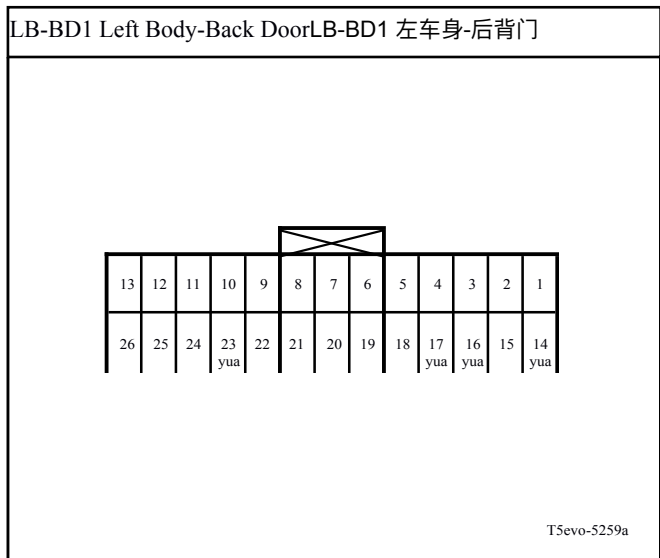 LB-BD1 Left Body-Back DoorLB-BD1 左车身-后背门
13 12 11 10 9 8 7 6 5 4 3 2 1
26 25 24 23 22 21 20 19 18 17 16 15 14
yua yua yua yua
T5evo-5259a